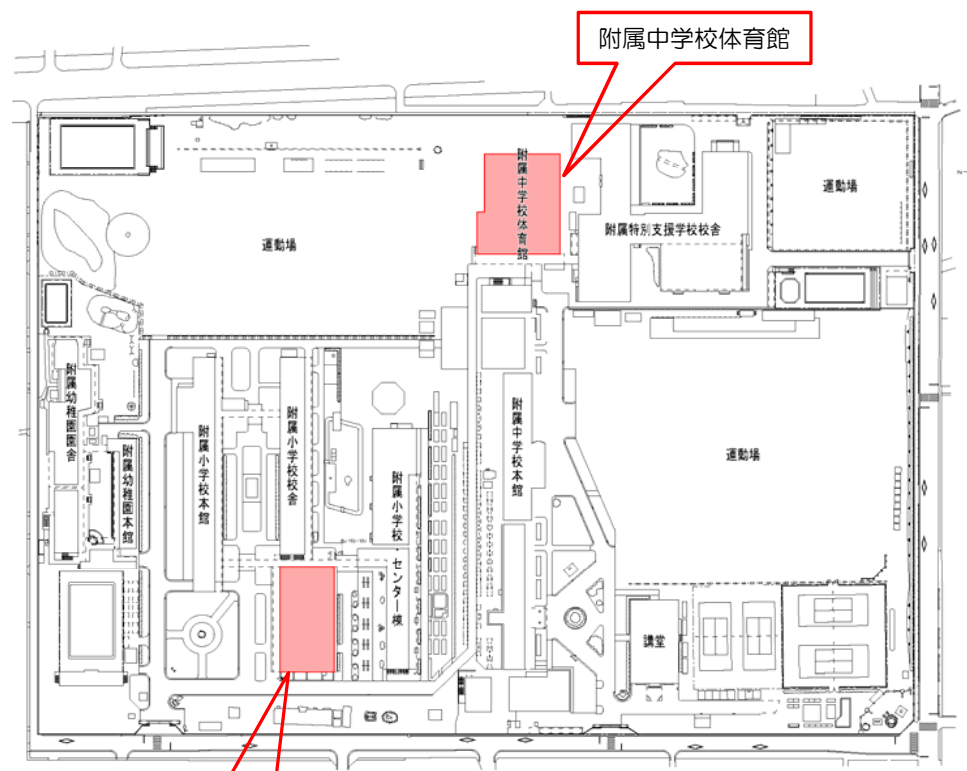 附属中学校体育館
附属中学校体育館
運動場
附属特別支援学校校舎
運動場
附属幼稚園園舎
附属幼稚園本館
附属小学校本館
附属小学校校舎
附属小学校・センター棟
附属中学校本館
運動場
講堂